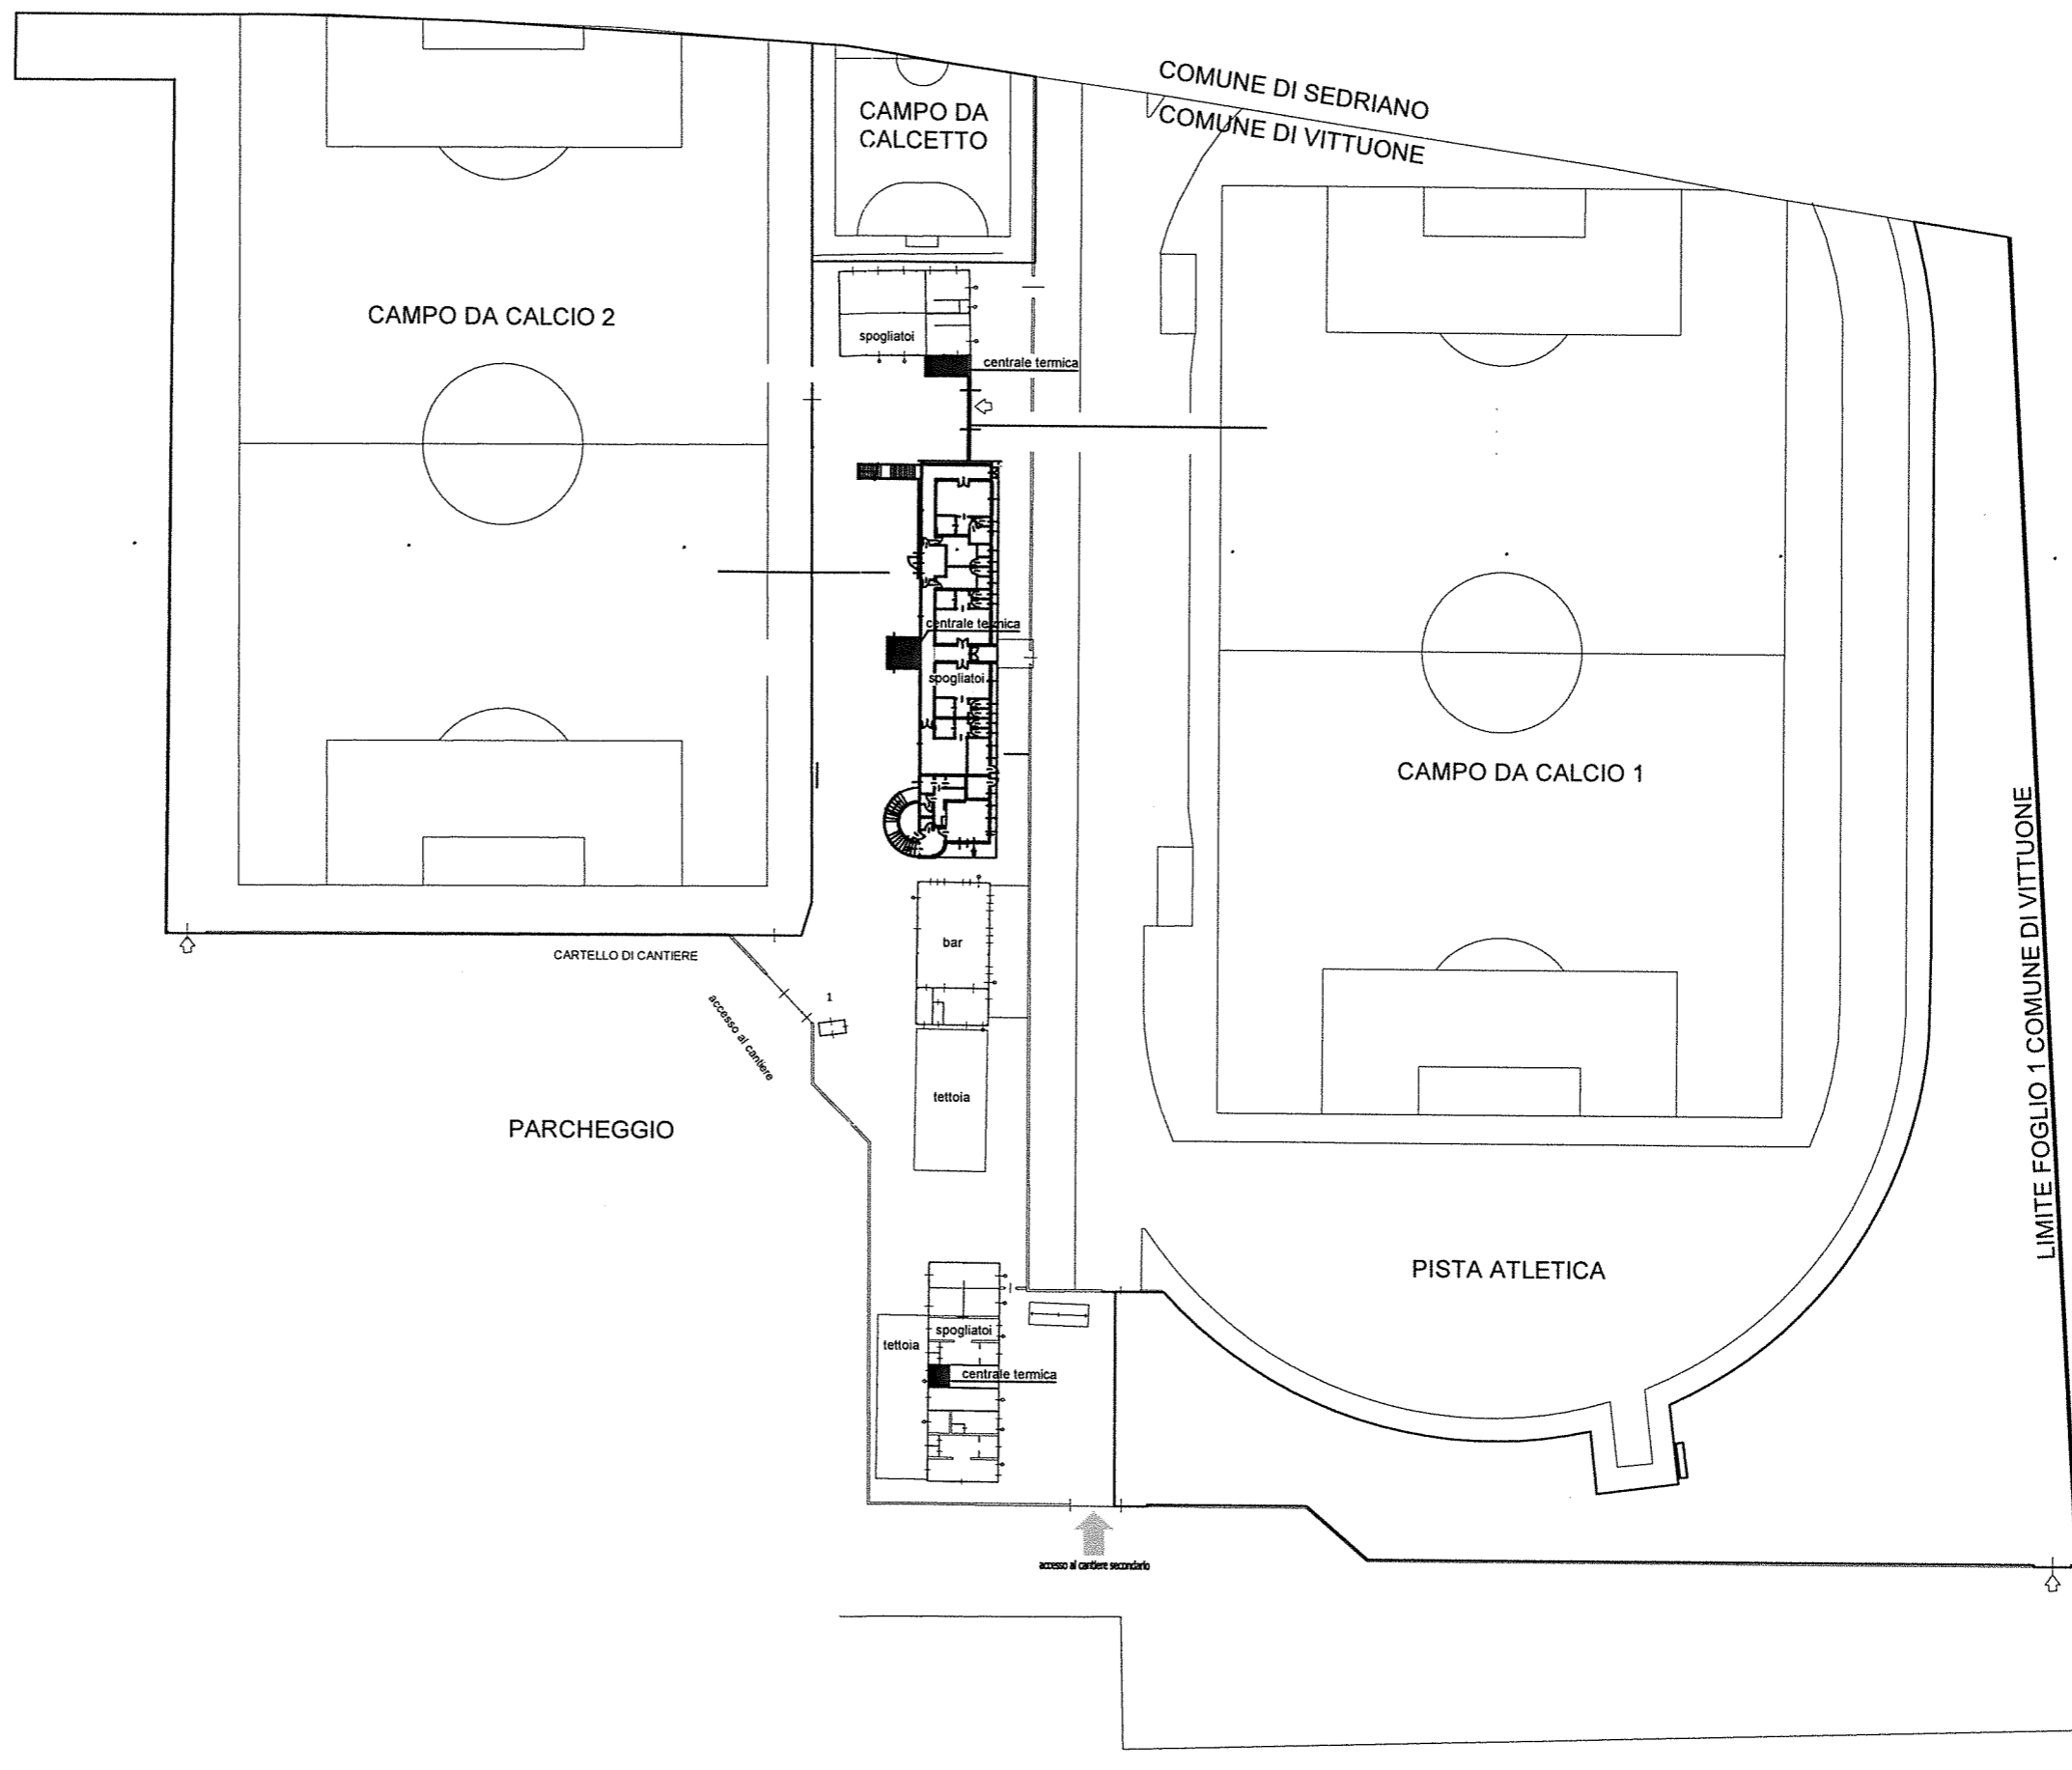 COMUNE DI SEDRIANO
COMUNE DI VITTUONE
CAMPO DA
CALCETTO
CAMPO DA CALCIO 2
spogliatoi
centrale termica
centrale termica
spogliatoi
CAMPO DA CALCIO 1
LIMITE FOGLIO 1 COMUNE DI VITTUONE
bar
CARTELLO DI CANTIERE
1
accesso al cantiere
tettoia
PARCHEGGIO
PISTA ATLETICA
spogliatoi
tettoia
centrale termica
accesso al cantiere secondario